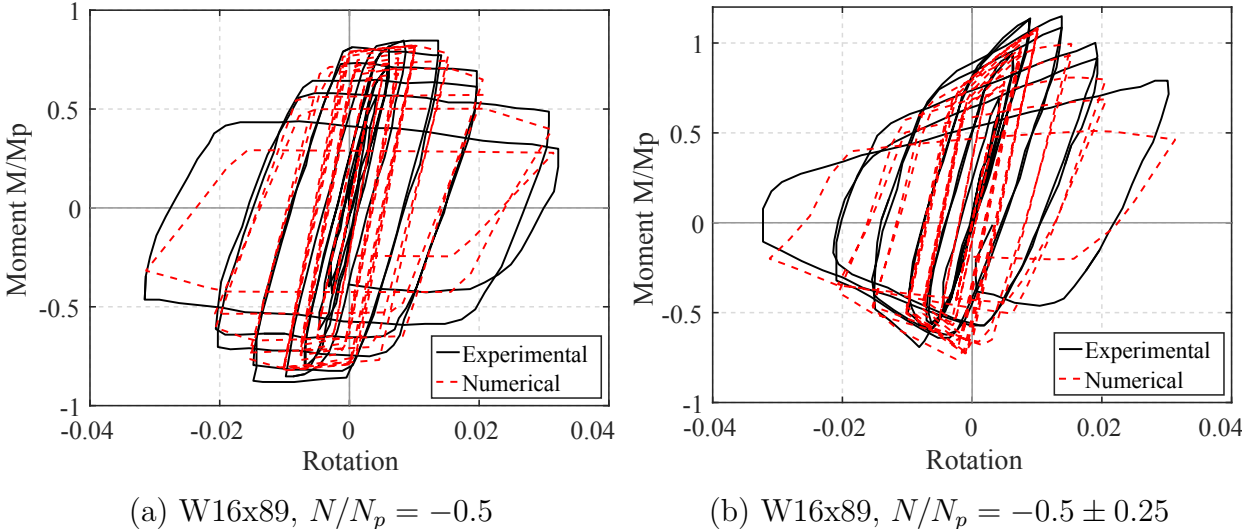 1
0.5
0
-0.5
-1
-0.04
-0.02
0
0.02
0.04
Moment M/Mp
Rotation
Experimental
Numerical
(a) W16x89, N/N_p = −0.5
1
0.5
0
-0.5
-1
-0.04
-0.02
0
0.02
0.04
Moment M/Mp
Rotation
Experimental
Numerical
(b) W16x89, N/N_p = −0.5 ± 0.25